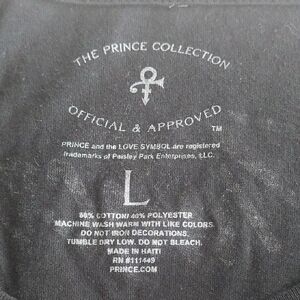 THE PRINCE COLLECTION
OFFICIAL & APPROVED
TM
PRINCE and the LOVE SYMBOL are registered
trademarks of Paisley Park Enterprises, LLC.
L
60% COTTON/ 40% POLYESTER
MACHINE WASH WARM WITH LIKE COLORS
DO NOT IRON DECORATIONS.
TUMBLE DRY LOW. DO NOT BLEACH.
MADE IN HAITI
RN #111449
PRINCE.COM